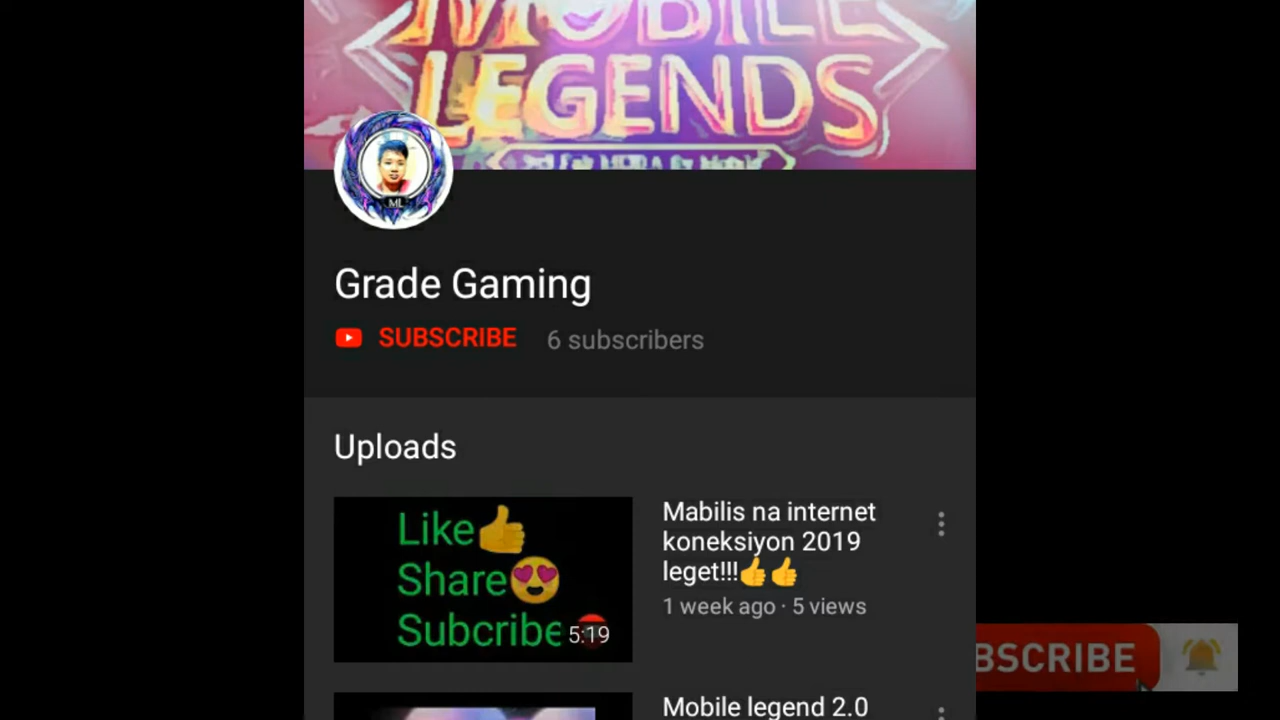 MOBILE
LEGENDS
ML
Grade Gaming
SUBSCRIBE 6 subscribers
Uploads
Like👍
Share😍
Subcribe 5:19
Mabilis na internet
koneksiyon 2019
leget!!!👍👍
1 week ago · 5 views
BSCRIBE
Mobile legend 2.0